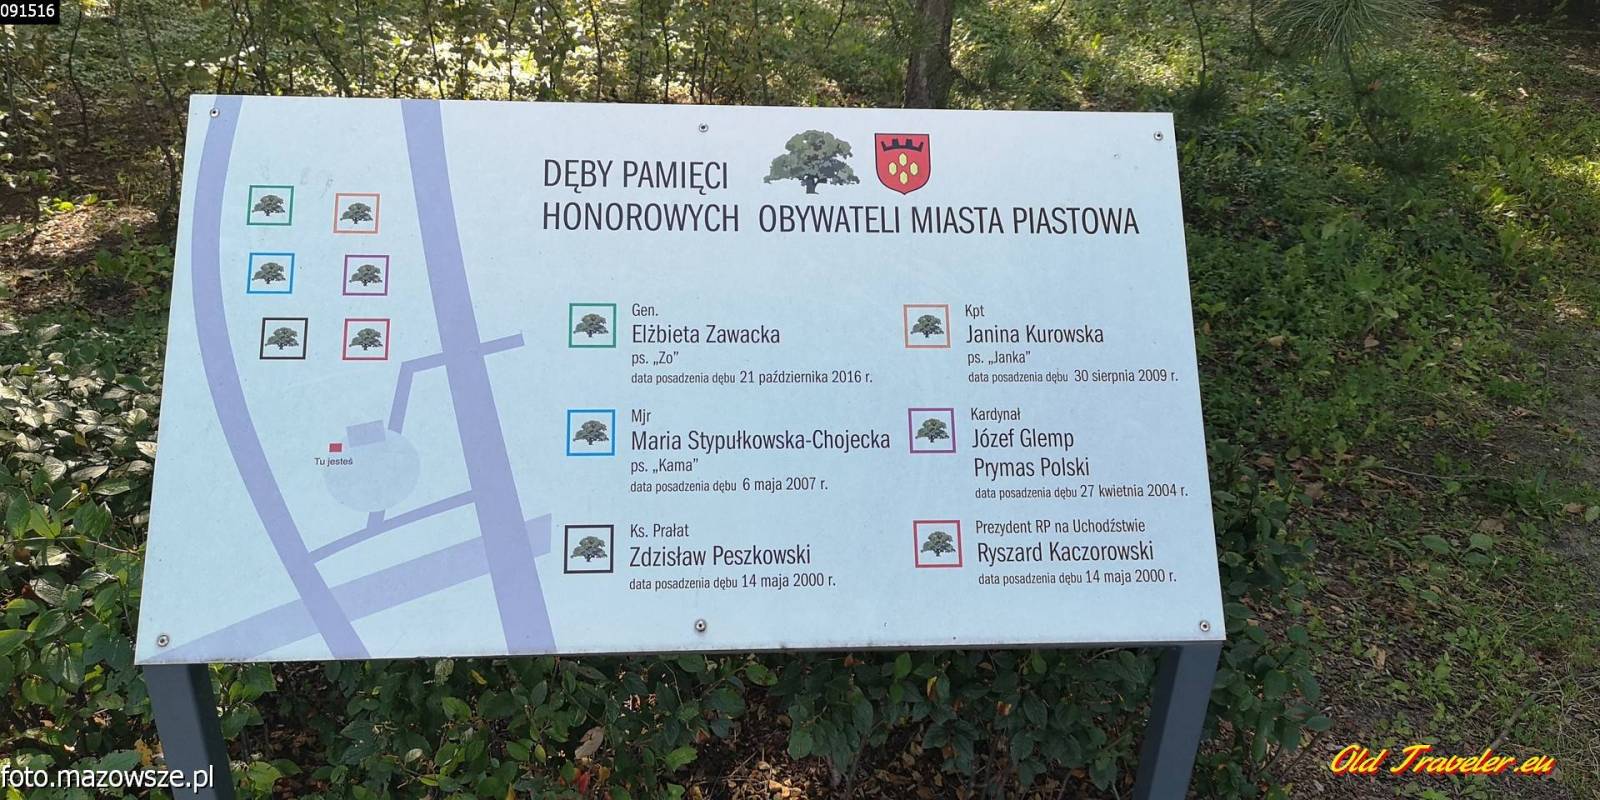 091516
DĘBY PAMIĘCI
HONOROWYCH OBYWATELI MIASTA PIASTOWA
Gen.
Elżbieta Zawacka
ps. „Zo”
data posadzenia dębu 21 października 2016 r.
Kpt
Janina Kurowska
ps. „Janka”
data posadzenia dębu 30 sierpnia 2009 r.
Mjr
Maria Stypułkowska-Chojecka
ps. „Kama”
data posadzenia dębu 6 maja 2007 r.
Kardynał
Józef Glemp
Prymas Polski
data posadzenia dębu 27 kwietnia 2004 r.
Ks. Prałat
Zdzisław Peszkowski
data posadzenia dębu 14 maja 2000 r.
Prezydent RP na Uchodźstwie
Ryszard Kaczorowski
data posadzenia dębu 14 maja 2000 r.
Tu jesteś
foto.mazowsze.pl
Old Traveler.eu